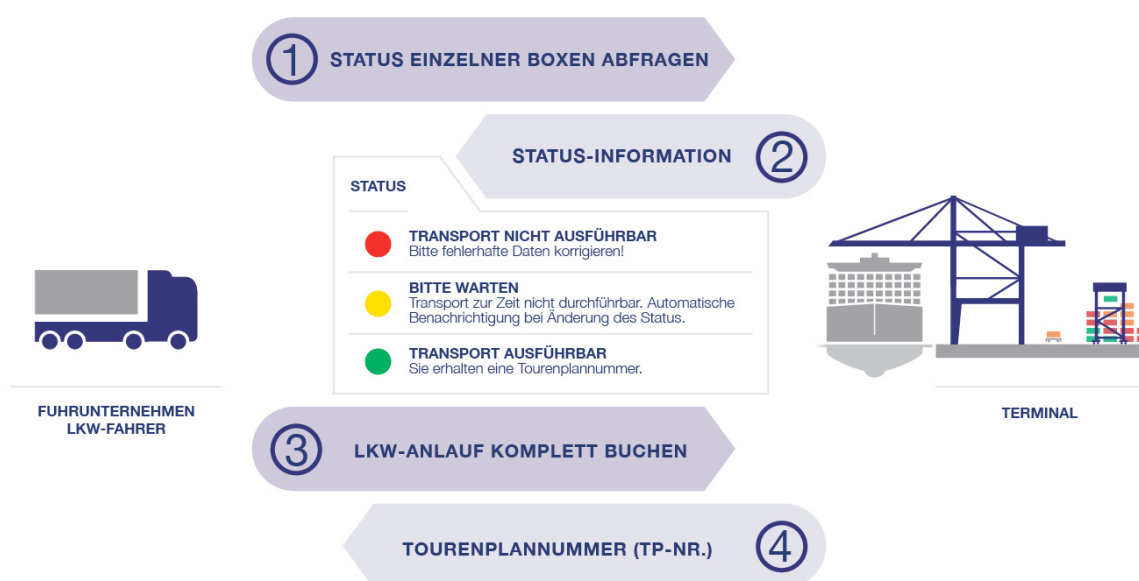 1 STATUS EINZELNER BOXEN ABFRAGEN
STATUS-INFORMATION 2
STATUS
TRANSPORT NICHT AUSFÜHRBAR
Bitte fehlerhafte Daten korrigieren!
BITTE WARTEN
Transport zur Zeit nicht durchführbar. Automatische
Benachrichtigung bei Änderung des Status.
TRANSPORT AUSFÜHRBAR
Sie erhalten eine Tourenplannummer.
FUHRUNTERNEHMEN
LKW-FAHRER
TERMINAL
3 LKW-ANLAUF KOMPLETT BUCHEN
TOURENPLANNUMMER (TP-NR.) 4